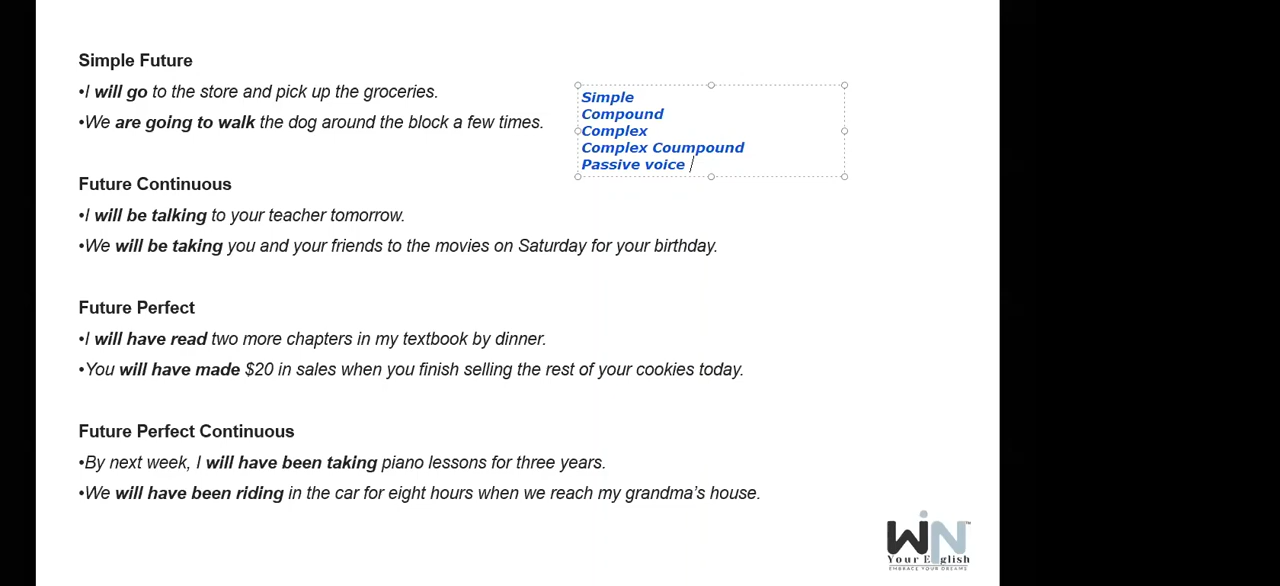 Simple Future
•I will go to the store and pick up the groceries.
•We are going to walk the dog around the block a few times.
Simple
Compound
Complex
Complex Coumpound
Passive voice
Future Continuous
•I will be talking to your teacher tomorrow.
•We will be taking you and your friends to the movies on Saturday for your birthday.
Future Perfect
•I will have read two more chapters in my textbook by dinner.
•You will have made $20 in sales when you finish selling the rest of your cookies today.
Future Perfect Continuous
•By next week, I will have been taking piano lessons for three years.
•We will have been riding in the car for eight hours when we reach my grandma’s house.
WiN™
Your E glish
EMBRACE YOUR DREAMS